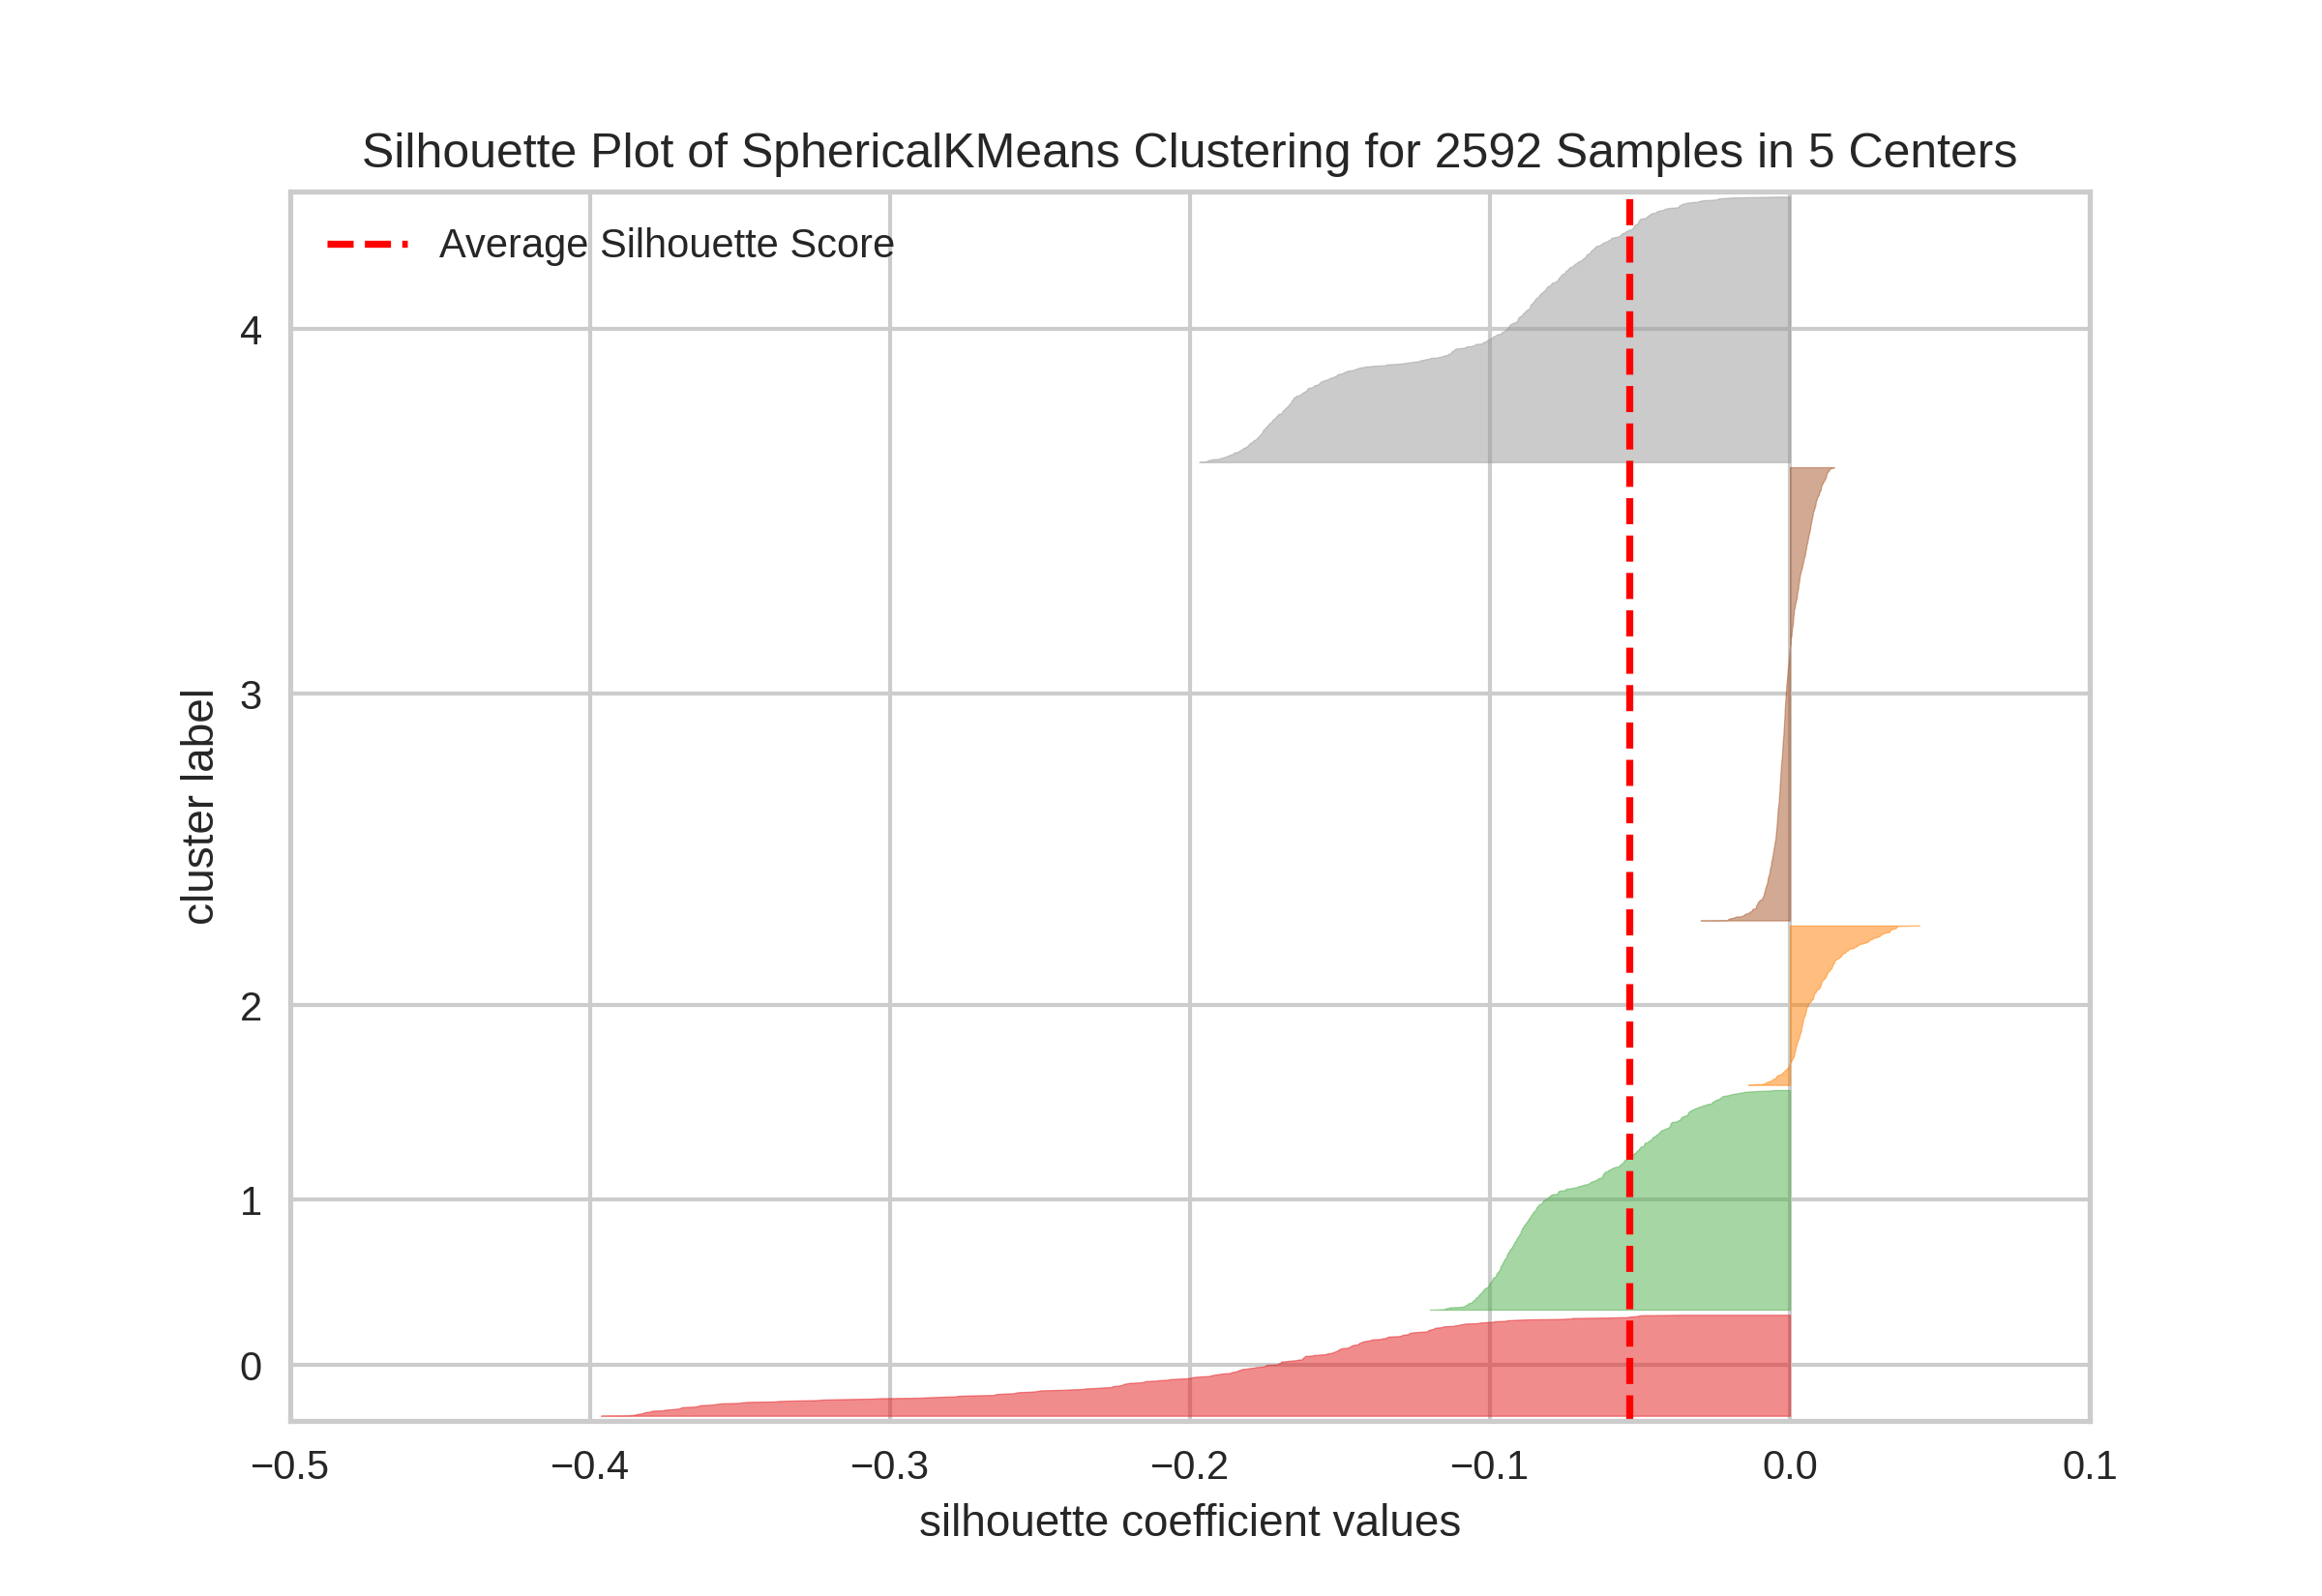 Silhouette Plot of SphericalKMeans Clustering for 2592 Samples in 5 Centers
Average Silhouette Score
4
3
2
1
0
cluster label
−0.5 −0.4 −0.3 −0.2 −0.1 0.0 0.1
silhouette coefficient values